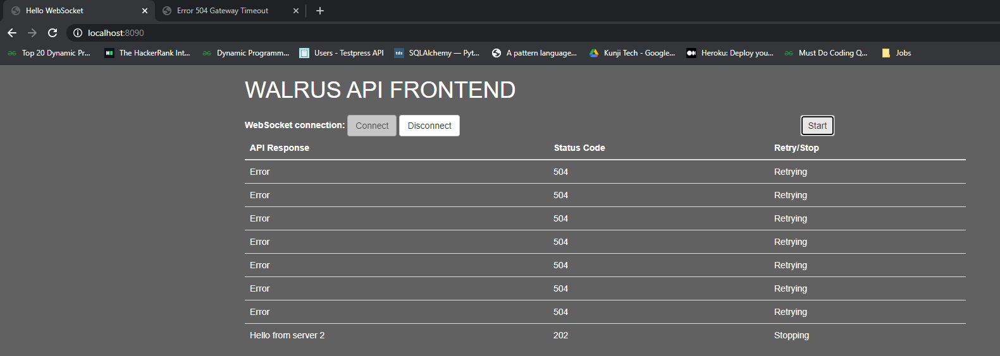 Hello WebSocket Error 504 Gateway Timeout
localhost:8090
Top 20 Dynamic Pr... The HackerRank Int... Dynamic Programm... Users - Testpress API tds SQLAlchemy — Pyt... A pattern language... Kunji Tech - Google... Heroku: Deploy you... Must Do Coding Q... Jobs
WALRUS API FRONTEND
WebSocket connection: Connect Disconnect Start
API Response Status Code Retry/Stop
Error 504 Retrying
Error 504 Retrying
Error 504 Retrying
Error 504 Retrying
Error 504 Retrying
Error 504 Retrying
Error 504 Retrying
Hello from server 2 202 Stopping